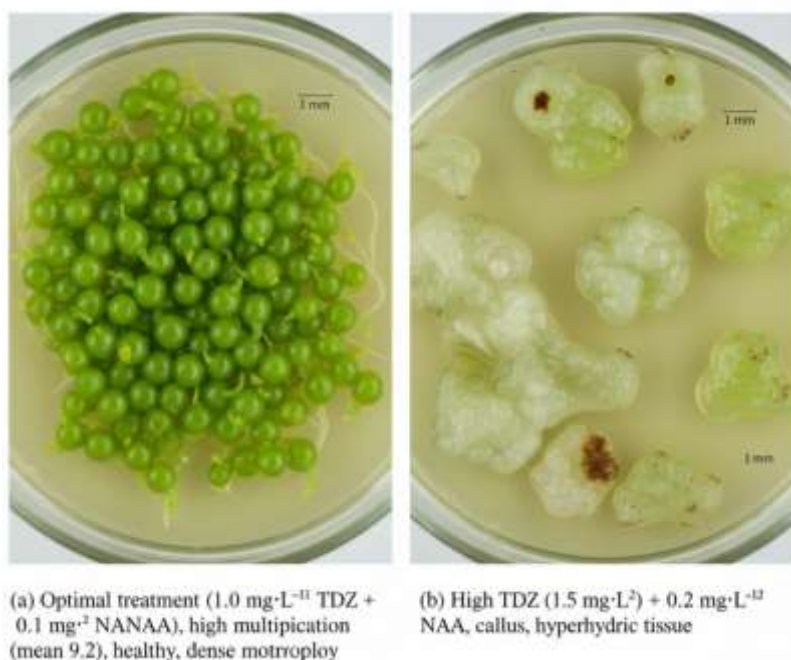 1 mm
1 mm
1 mm
(a) Optimal treatment (1.0 mg·L⁻¹¹ TDZ +
0.1 mg·² NANAA), high multipication
(mean 9.2), healthy, dense motrroploy
(b) High TDZ (1.5 mg·L²) + 0.2 mg·L⁻¹²
NAA, callus, hyperhydric tissue